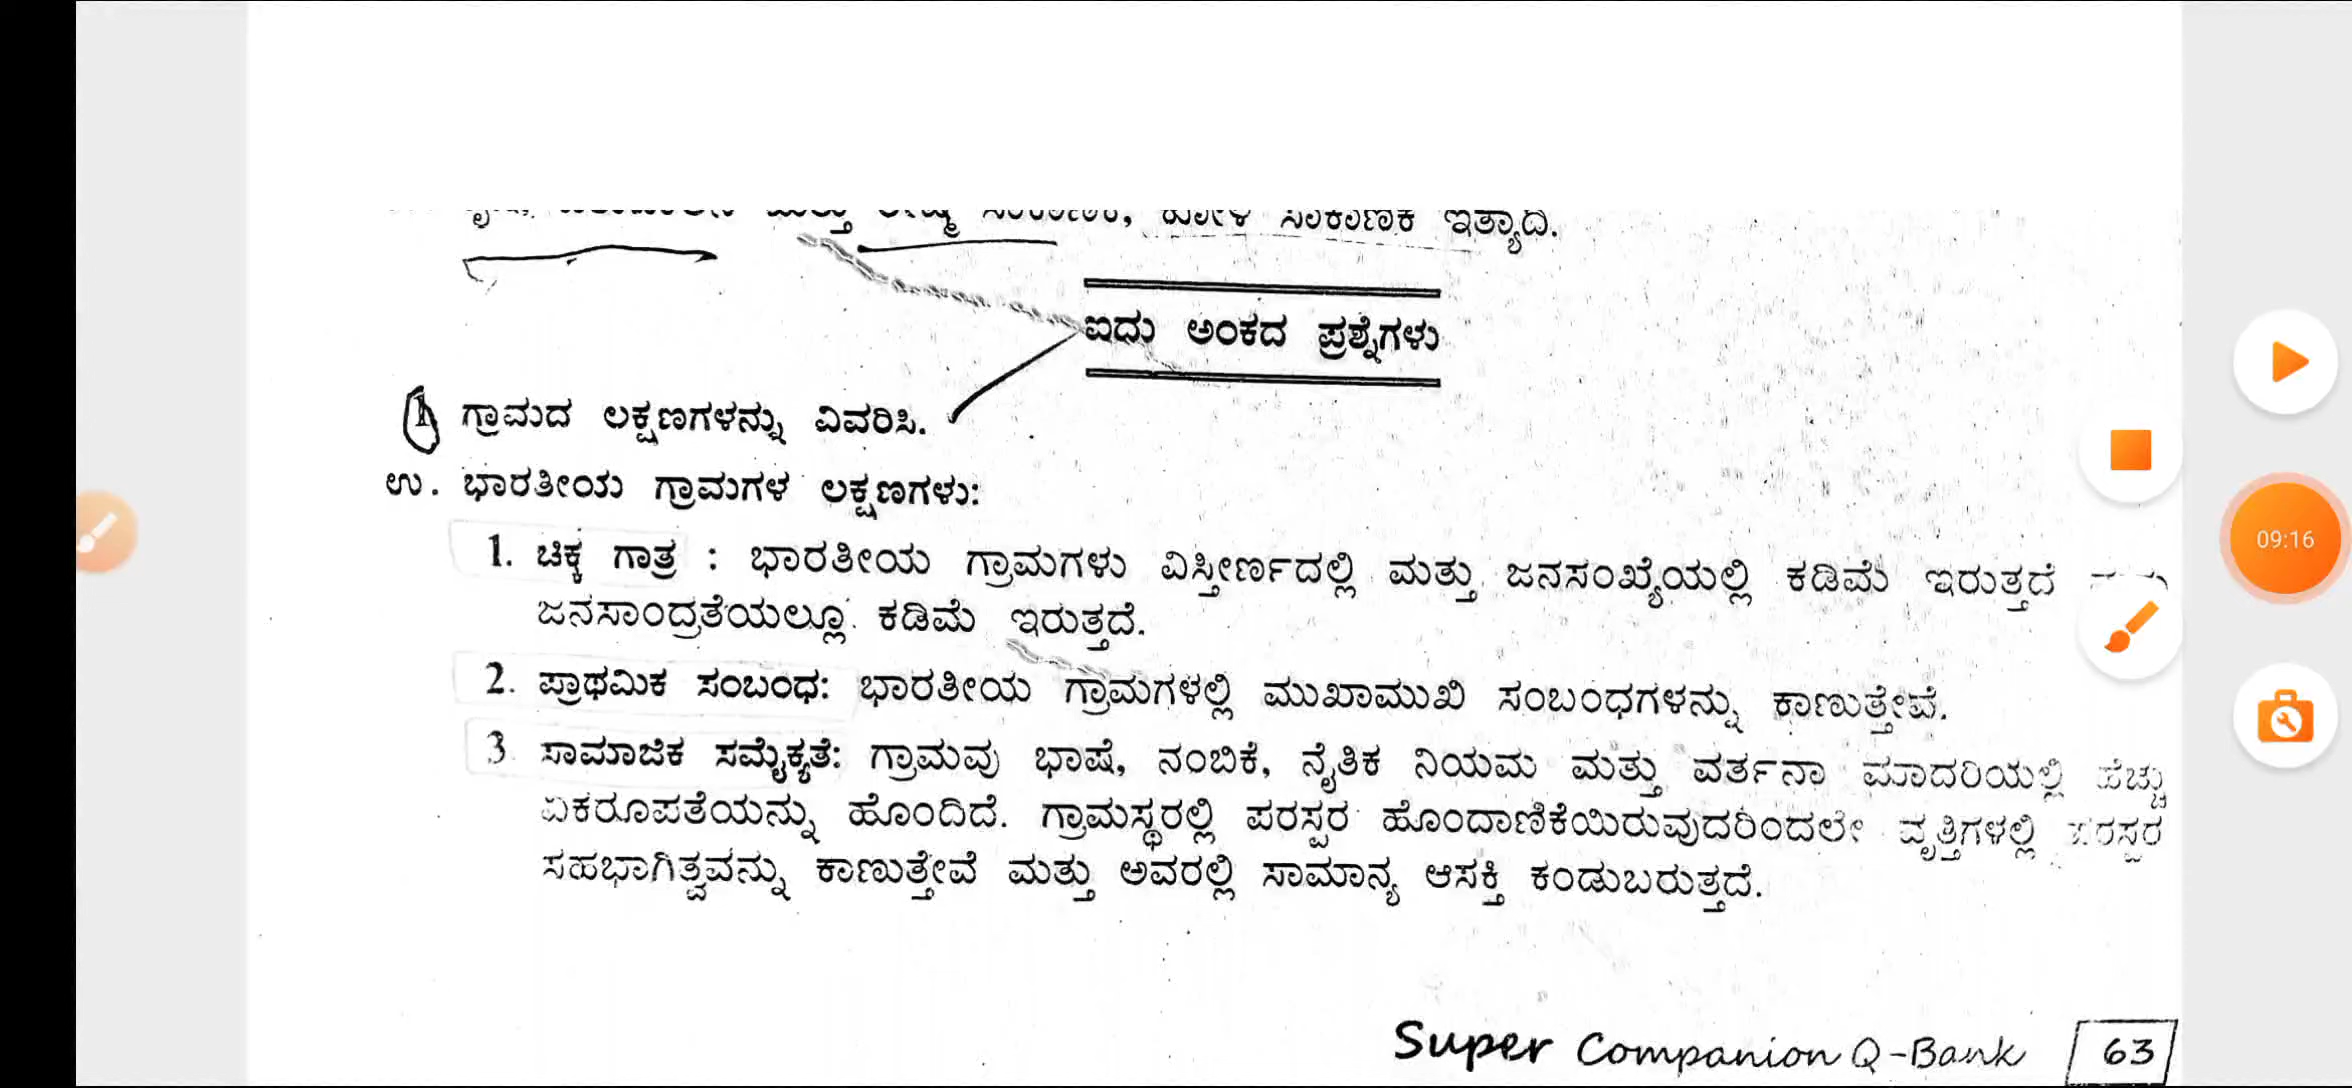 ಮತ್ತು ಇತ್ಯಾದಿ.
ಐದು ಅಂಕದ ಪ್ರಶ್ನೆಗಳು
1 ಗ್ರಾಮದ ಲಕ್ಷಣಗಳನ್ನು ವಿವರಿಸಿ.
ಉ. ಭಾರತೀಯ ಗ್ರಾಮಗಳ ಲಕ್ಷಣಗಳು:
1. ಚಿಕ್ಕ ಗಾತ್ರ : ಭಾರತೀಯ ಗ್ರಾಮಗಳು ವಿಸ್ತೀರ್ಣದಲ್ಲಿ ಮತ್ತು ಜನಸಂಖ್ಯೆಯಲ್ಲಿ ಕಡಿಮೆ ಇರುತ್ತದೆ
ಜನಸಾಂದ್ರತೆಯಲ್ಲೂ ಕಡಿಮೆ ಇರುತ್ತದೆ.
2. ಪ್ರಾಥಮಿಕ ಸಂಬಂಧ: ಭಾರತೀಯ ಗ್ರಾಮಗಳಲ್ಲಿ ಮುಖಾಮುಖಿ ಸಂಬಂಧಗಳನ್ನು ಕಾಣುತ್ತೇವೆ.
3. ಸಾಮಾಜಿಕ ಸಮೈಕ್ಯತೆ: ಗ್ರಾಮವು ಭಾಷೆ, ನಂಬಿಕೆ, ನೈತಿಕ ನಿಯಮ ಮತ್ತು ವರ್ತನಾ ಮಾದರಿಯಲ್ಲಿ ಹೆಚ್ಚು
ಏಕರೂಪತೆಯನ್ನು ಹೊಂದಿದೆ. ಗ್ರಾಮಸ್ಥರಲ್ಲಿ ಪರಸ್ಪರ ಹೊಂದಾಣಿಕೆಯಿರುವುದರಿಂದಲೇ ವೃತ್ತಿಗಳಲ್ಲಿ ಪರಸ್ಪರ
ಸಹಭಾಗಿತ್ವವನ್ನು ಕಾಣುತ್ತೇವೆ ಮತ್ತು ಅವರಲ್ಲಿ ಸಾಮಾನ್ಯ ಆಸಕ್ತಿ ಕಂಡುಬರುತ್ತದೆ.
Super Companion Q-Bank 63
09:16